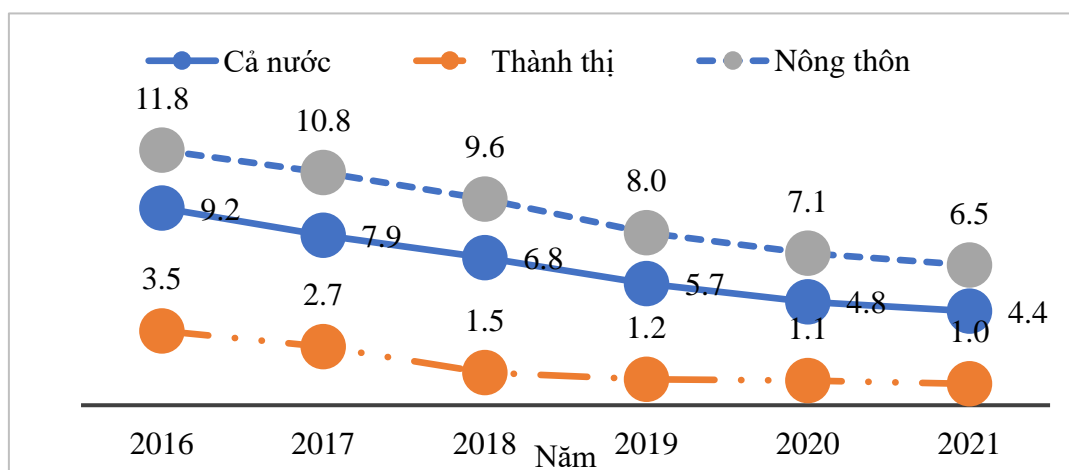 Cả nước Thành thị Nông thôn
11.8 10.8 9.6 8.0 7.1 6.5
9.2 7.9 6.8 5.7 4.8 4.4
3.5 2.7 1.5 1.2 1.1 1.0
2016 2017 2018 2019 2020 2021
Năm